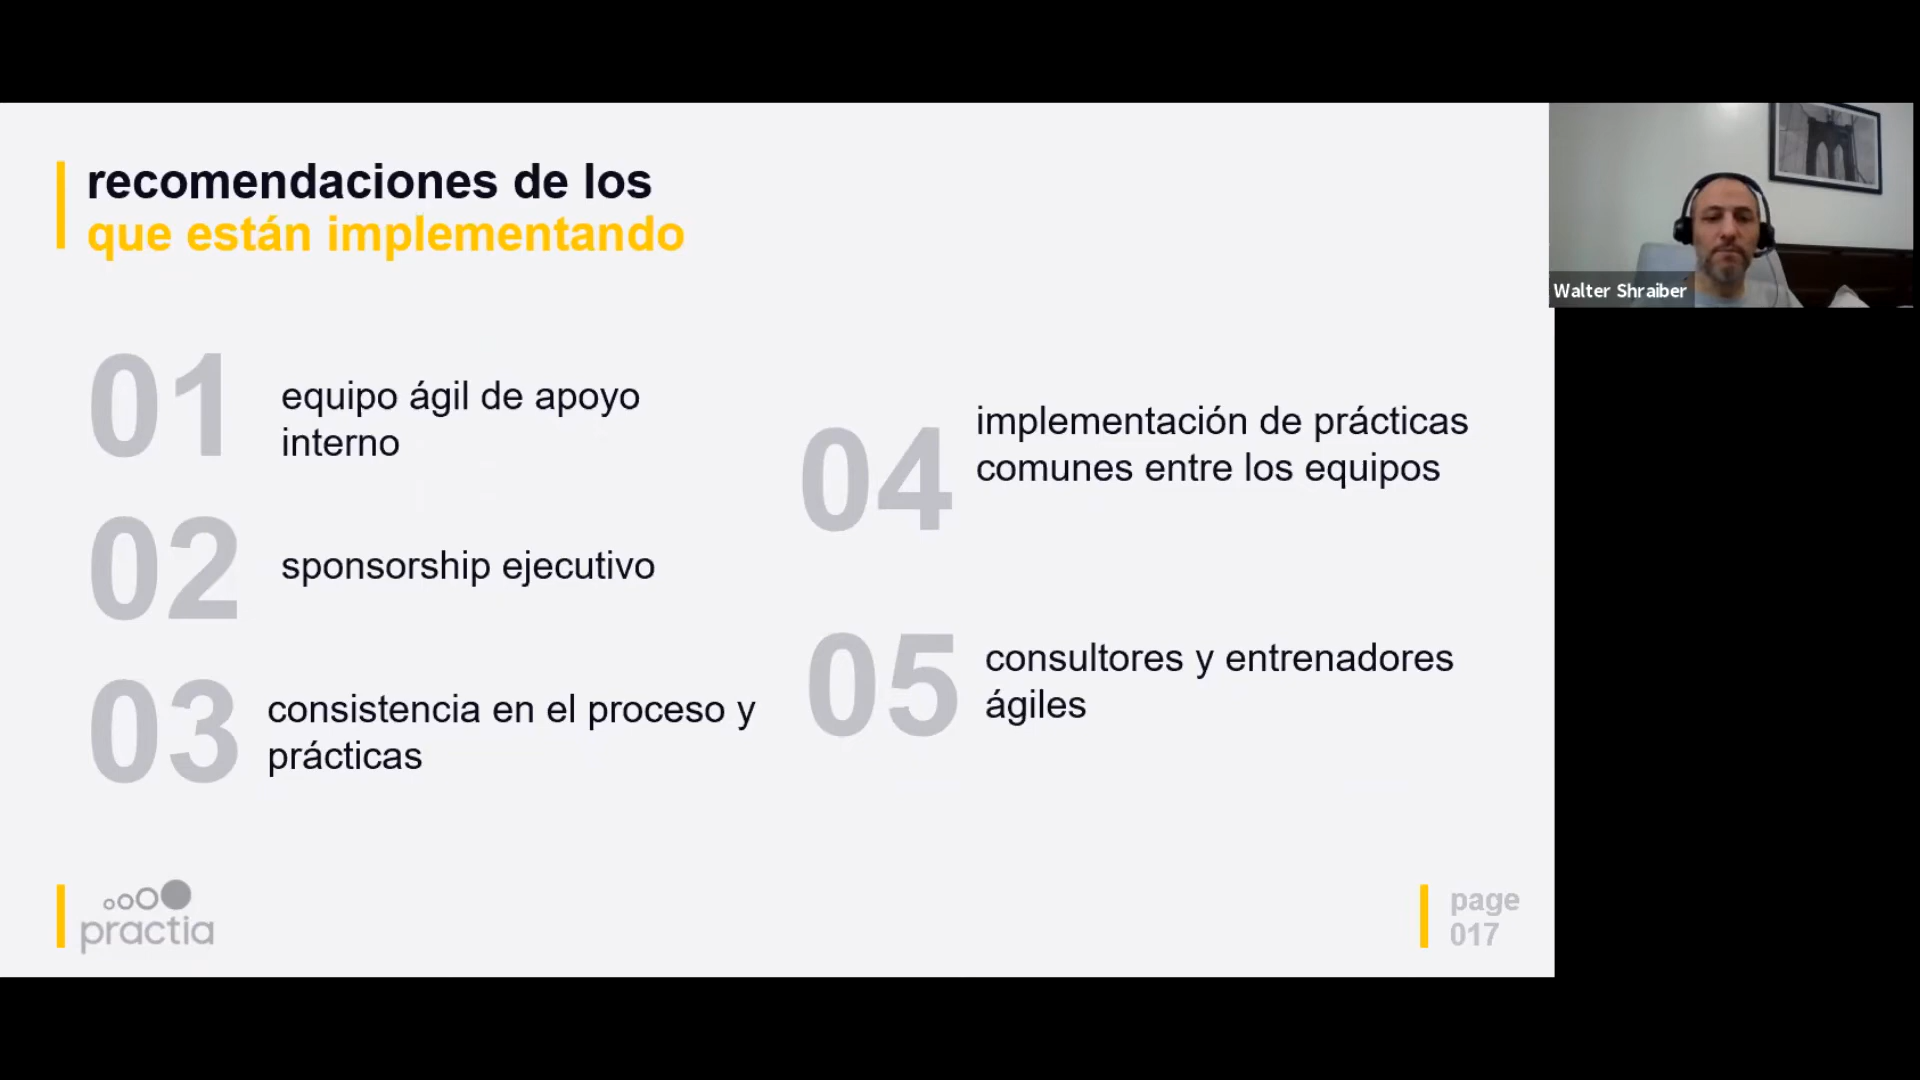 recomendaciones de los
que están implementando
01
equipo ágil de apoyo
interno
02
sponsorship ejecutivo
03
consistencia en el proceso y
prácticas
04
implementación de prácticas
comunes entre los equipos
05
consultores y entrenadores
ágiles
practia
page
017
Walter Shraiber